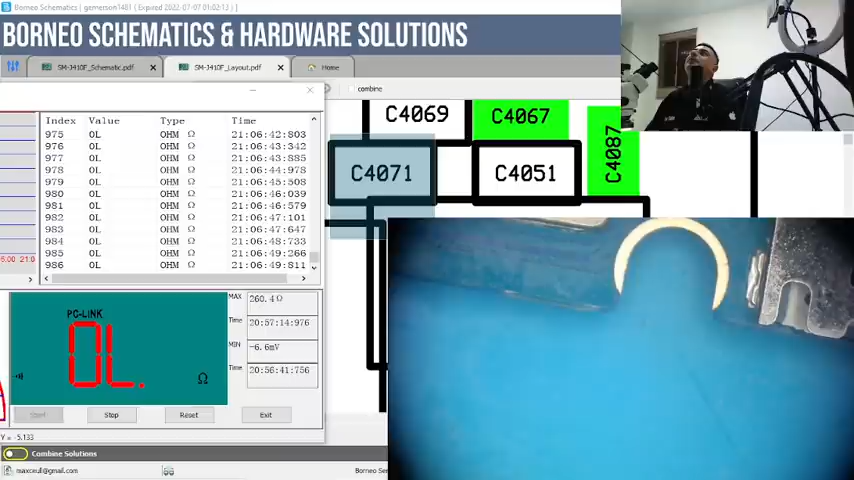 Borneo Schematics | gemerson1481 ( Expired 2022-07-07 01:02:13 ) |
BORNEO SCHEMATICS & HARDWARE SOLUTIONS
SM-J410F_Schematic.pdf
SM-J410F_Layout.pdf
Home
combine
Index Value Type Time
975 OL OHM Ω 21:06:42:803
976 OL OHM Ω 21:06:43:342
977 OL OHM Ω 21:06:43:885
978 OL OHM Ω 21:06:44:978
979 OL OHM Ω 21:06:45:508
980 OL OHM Ω 21:06:46:039
981 OL OHM Ω 21:06:46:579
982 OL OHM Ω 21:06:47:101
983 OL OHM Ω 21:06:47:647
984 OL OHM Ω 21:06:48:733
985 OL OHM Ω 21:06:49:266
986 OL OHM Ω 21:06:49:811
C4069
C4067
C4087
C4071
C4051
PC-LINK
OL.
Ω
MAX 260.4Ω
Time 20:57:14:976
MIN -6.6mV
Time 20:56:41:756
Start
Stop
Reset
Exit
Y = -5.133
Combine Solutions
maxceull@gmail.com
Borneo Se